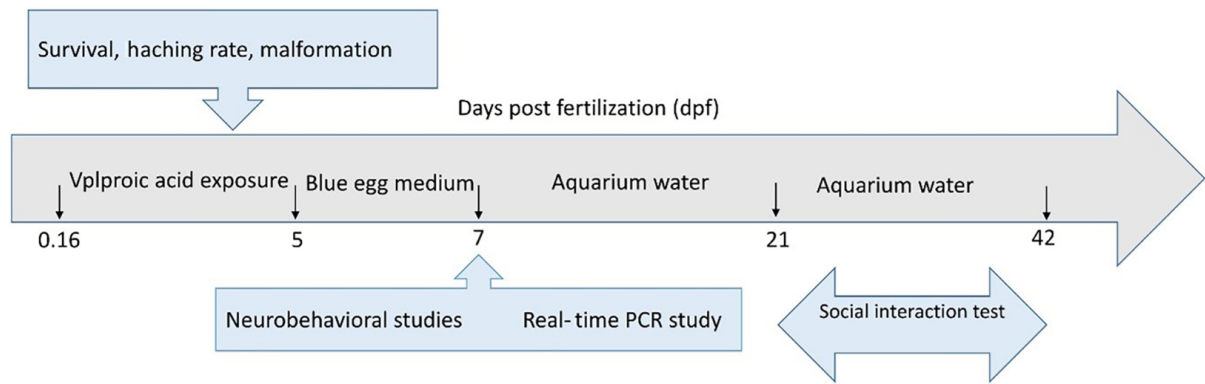 Survival, haching rate, malformation
Days post fertilization (dpf)
Vplproic acid exposure
Blue egg medium
Aquarium water
Aquarium water
0.16
5
7
21
42
Neurobehavioral studies
Real- time PCR study
Social interaction test